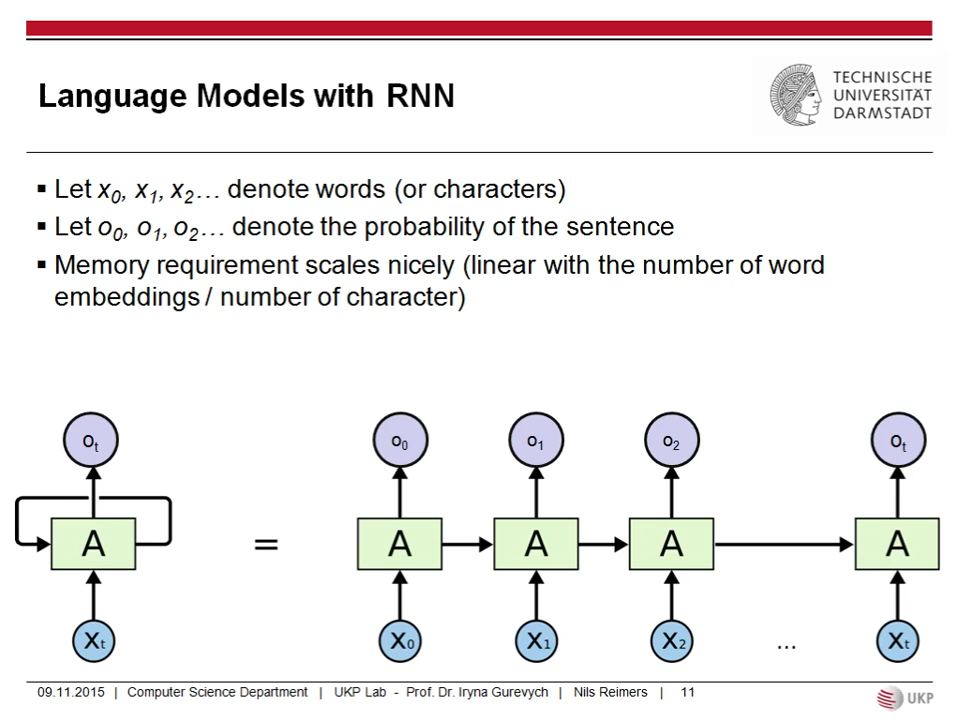 Language Models with RNN
TECHNISCHE
UNIVERSITÄT
DARMSTADT
▪ Let x₀, x₁, x₂… denote words (or characters)
▪ Let o₀, o₁, o₂… denote the probability of the sentence
▪ Memory requirement scales nicely (linear with the number of word
embeddings / number of character)
oₜ o₀ o₁ o₂ oₜ
A = A A A A
Xₜ X₀ X₁ X₂ ... Xₜ
09.11.2015 | Computer Science Department | UKP Lab - Prof. Dr. Iryna Gurevych | Nils Reimers | 11
UKP